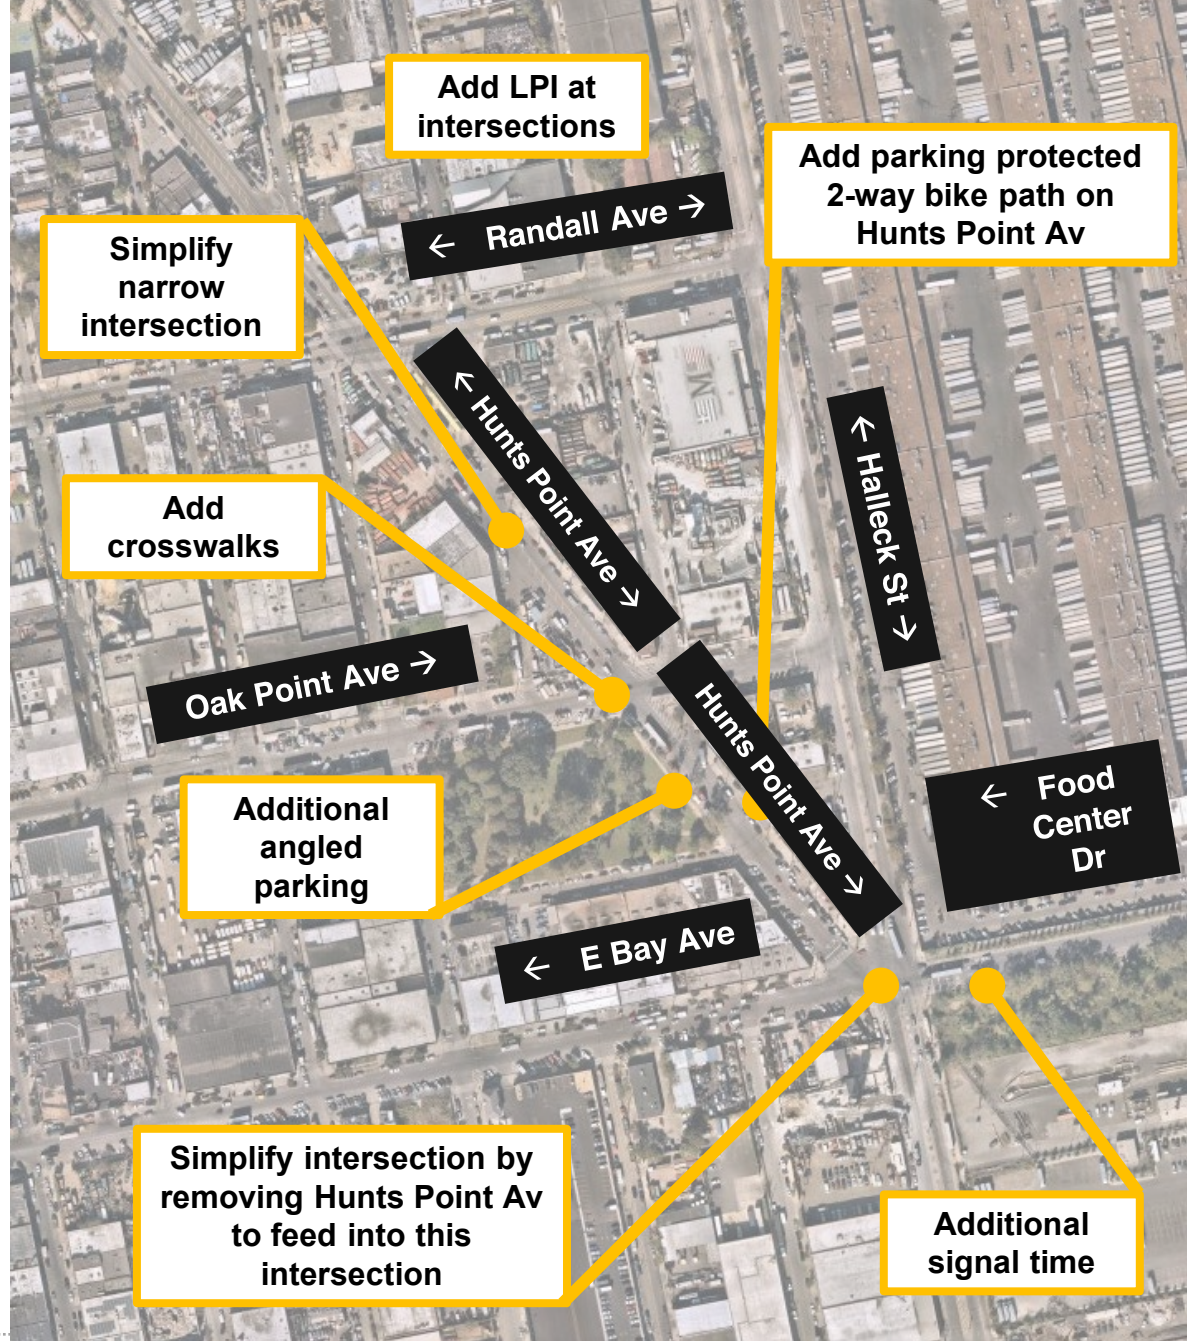 Add LPI at
intersections
Add parking protected
2-way bike path on
Hunts Point Av
← Randall Ave →
Simplify
narrow
intersection
← Hunts Point Ave →
← Halleck St →
Add
crosswalks
Oak Point Ave →
Hunts Point Ave →
← Food
Center
Dr
Additional
angled
parking
← E Bay Ave
Simplify intersection by
removing Hunts Point Av
to feed into this
intersection
Additional
signal time